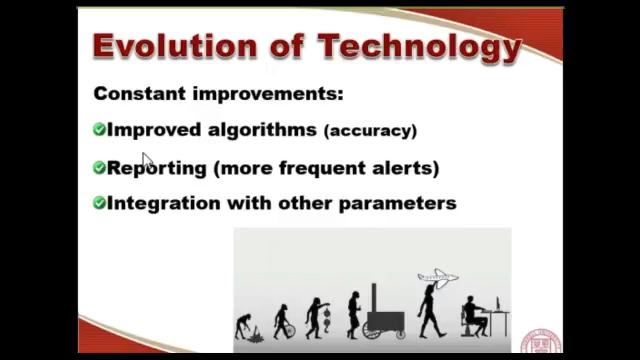 Evolution of Technology
Constant improvements:
Improved algorithms (accuracy)
Reporting (more frequent alerts)
Integration with other parameters